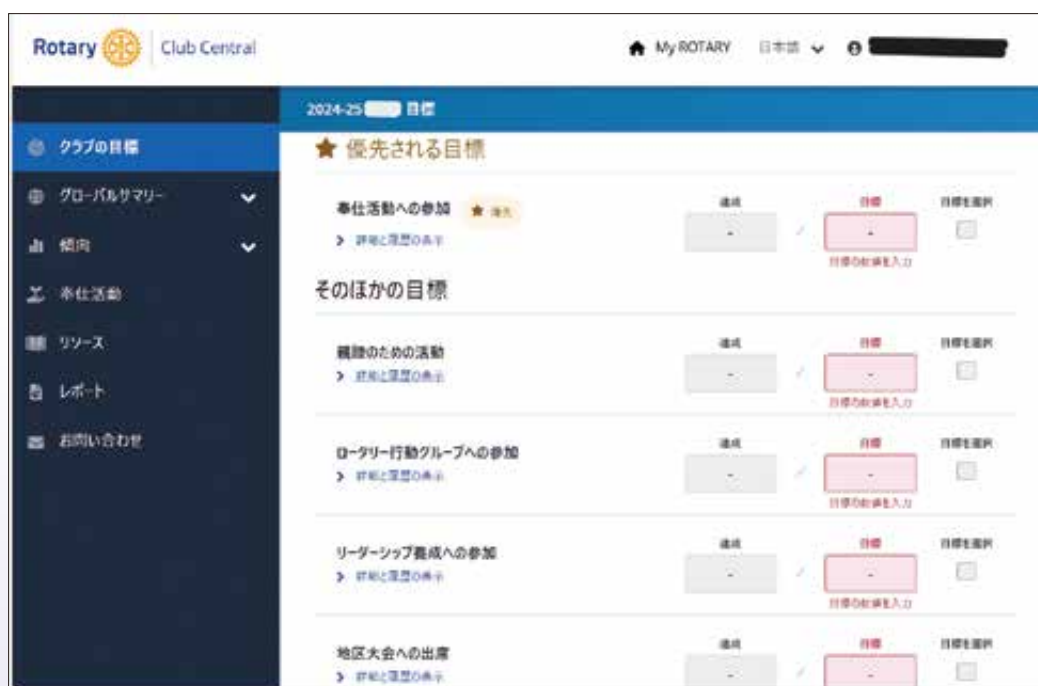 Rotary Club Central
My ROTARY 日本語
2024-25 目標
クラブの目標
グローバルサマリー
傾向
奉仕活動
リソース
レポート
お問い合わせ
優先される目標
奉仕活動への参加 優先
詳細と履歴の表示
達成 目標 目標を選択
- / -
目標の数値を入力
そのほかの目標
親睦のための活動
詳細と履歴の表示
達成 目標 目標を選択
- / -
目標の数値を入力
ロータリー行動グループへの参加
詳細と履歴の表示
達成 目標 目標を選択
- / -
目標の数値を入力
リーダーシップ養成への参加
詳細と履歴の表示
達成 目標 目標を選択
- / -
目標の数値を入力
地区大会への出席
詳細と履歴の表示
達成 目標 目標を選択
- / -